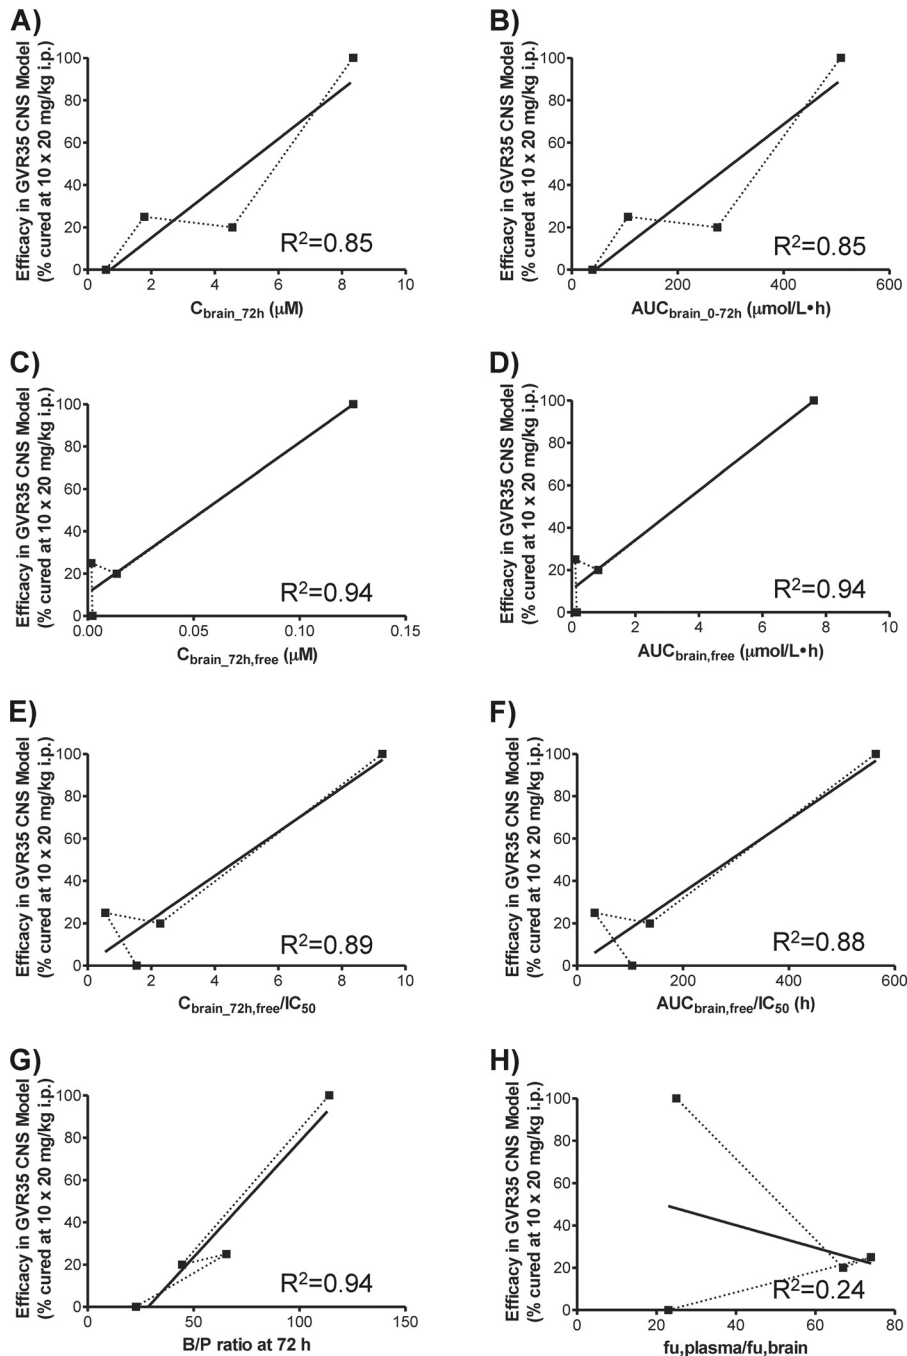 A)
Efficacy in GVR35 CNS Model
(% cured at 10 x 20 mg/kg i.p.)
100
80
60
40
20
0
0 2 4 6 8 10
R²=0.85
C_brain_72h (μM)
B)
Efficacy in GVR35 CNS Model
(% cured at 10 x 20 mg/kg i.p.)
100
80
60
40
20
0
0 200 400 600
R²=0.85
AUC_brain_0-72h (μmol/L•h)
C)
Efficacy in GVR35 CNS Model
(% cured at 10 x 20 mg/kg i.p.)
100
80
60
40
20
0
0.00 0.05 0.10 0.15
R²=0.94
C_brain_72h,free (μM)
D)
Efficacy in GVR35 CNS Model
(% cured at 10 x 20 mg/kg i.p.)
100
80
60
40
20
0
0 2 4 6 8 10
R²=0.94
AUC_brain,free (μmol/L•h)
E)
Efficacy in GVR35 CNS Model
(% cured at 10 x 20 mg/kg i.p.)
100
80
60
40
20
0
0 2 4 6 8 10
R²=0.89
C_brain_72h,free/IC50
F)
Efficacy in GVR35 CNS Model
(% cured at 10 x 20 mg/kg i.p.)
100
80
60
40
20
0
0 200 400 600
R²=0.88
AUC_brain,free/IC50 (h)
G)
Efficacy in GVR35 CNS Model
(% cured at 10 x 20 mg/kg i.p.)
100
80
60
40
20
0
0 50 100 150
R²=0.94
B/P ratio at 72 h
H)
Efficacy in GVR35 CNS Model
(% cured at 10 x 20 mg/kg i.p.)
100
80
60
40
20
0
0 20 40 60 80
R²=0.24
fu,plasma/fu,brain